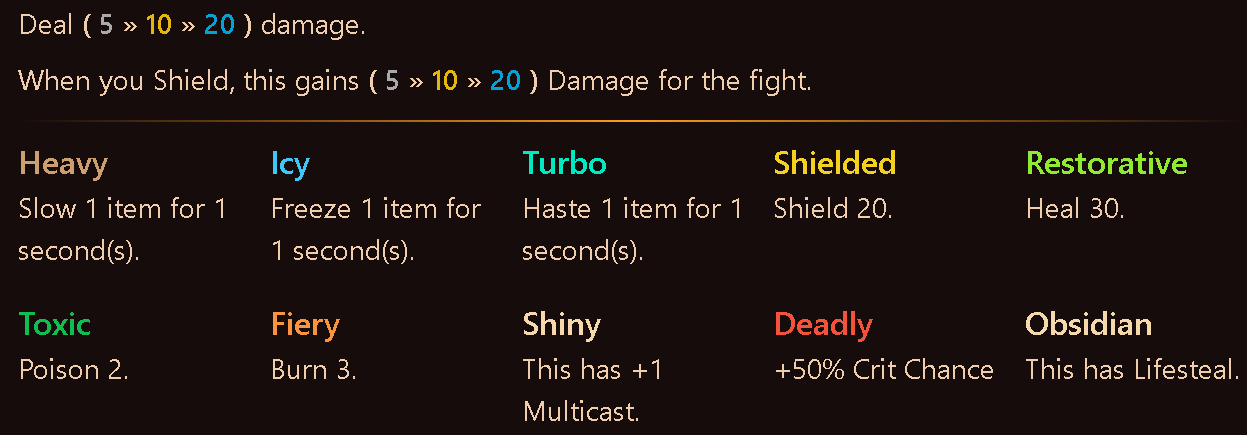 Deal ( 5 » 10 » 20 ) damage.
When you Shield, this gains ( 5 » 10 » 20 ) Damage for the fight.
Heavy
Slow 1 item for 1
second(s).
Icy
Freeze 1 item for
1 second(s).
Turbo
Haste 1 item for 1
second(s).
Shielded
Shield 20.
Restorative
Heal 30.
Toxic
Poison 2.
Fiery
Burn 3.
Shiny
This has +1
Multicast.
Deadly
+50% Crit Chance
Obsidian
This has Lifesteal.